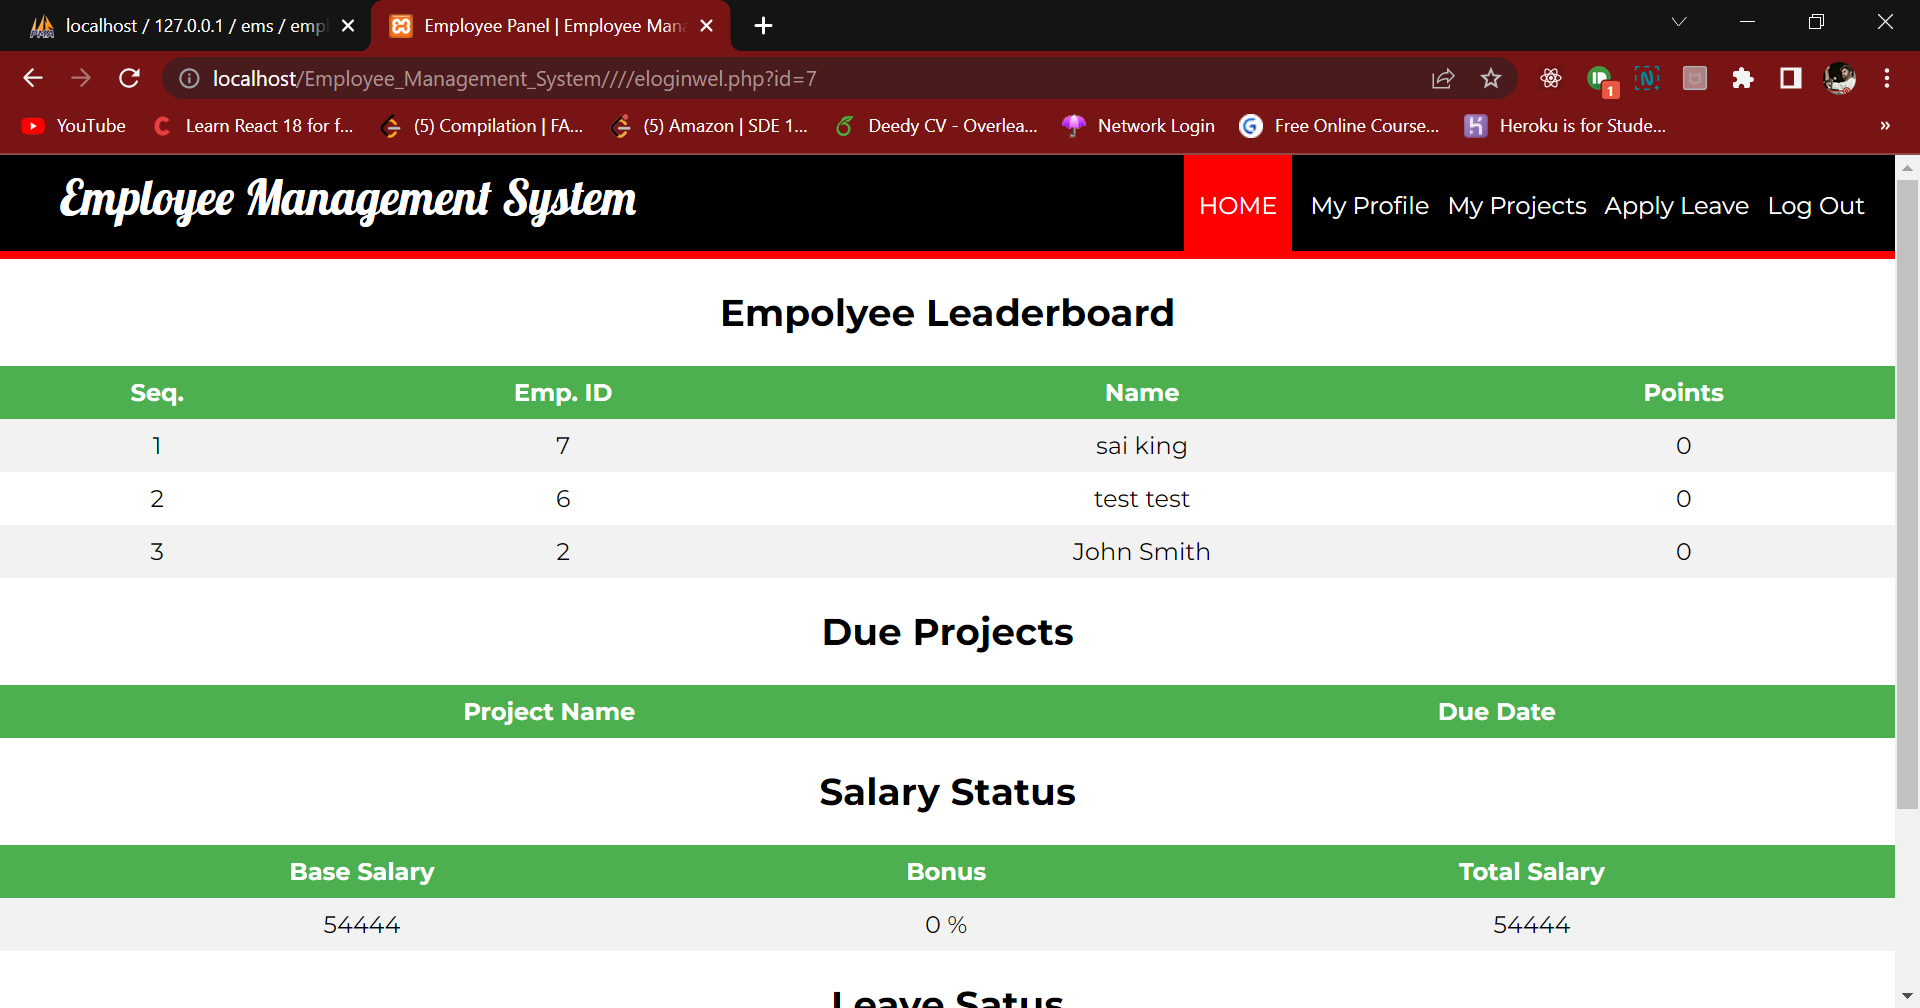 localhost / 127.0.0.1 / ems / emp
Employee Panel | Employee Man
localhost/Employee_Management_System////eloginwel.php?id=7
1
YouTube
Learn React 18 for f...
(5) Compilation | FA...
(5) Amazon | SDE 1...
Deedy CV - Overlea...
Network Login
Free Online Course...
Heroku is for Stude...
»
Employee Management System
HOME My Profile My Projects Apply Leave Log Out
Empolyee Leaderboard
Seq. Emp. ID Name Points
1 7 sai king 0
2 6 test test 0
3 2 John Smith 0
Due Projects
Project Name Due Date
Salary Status
Base Salary Bonus Total Salary
54444 0 % 54444
Leave Satus